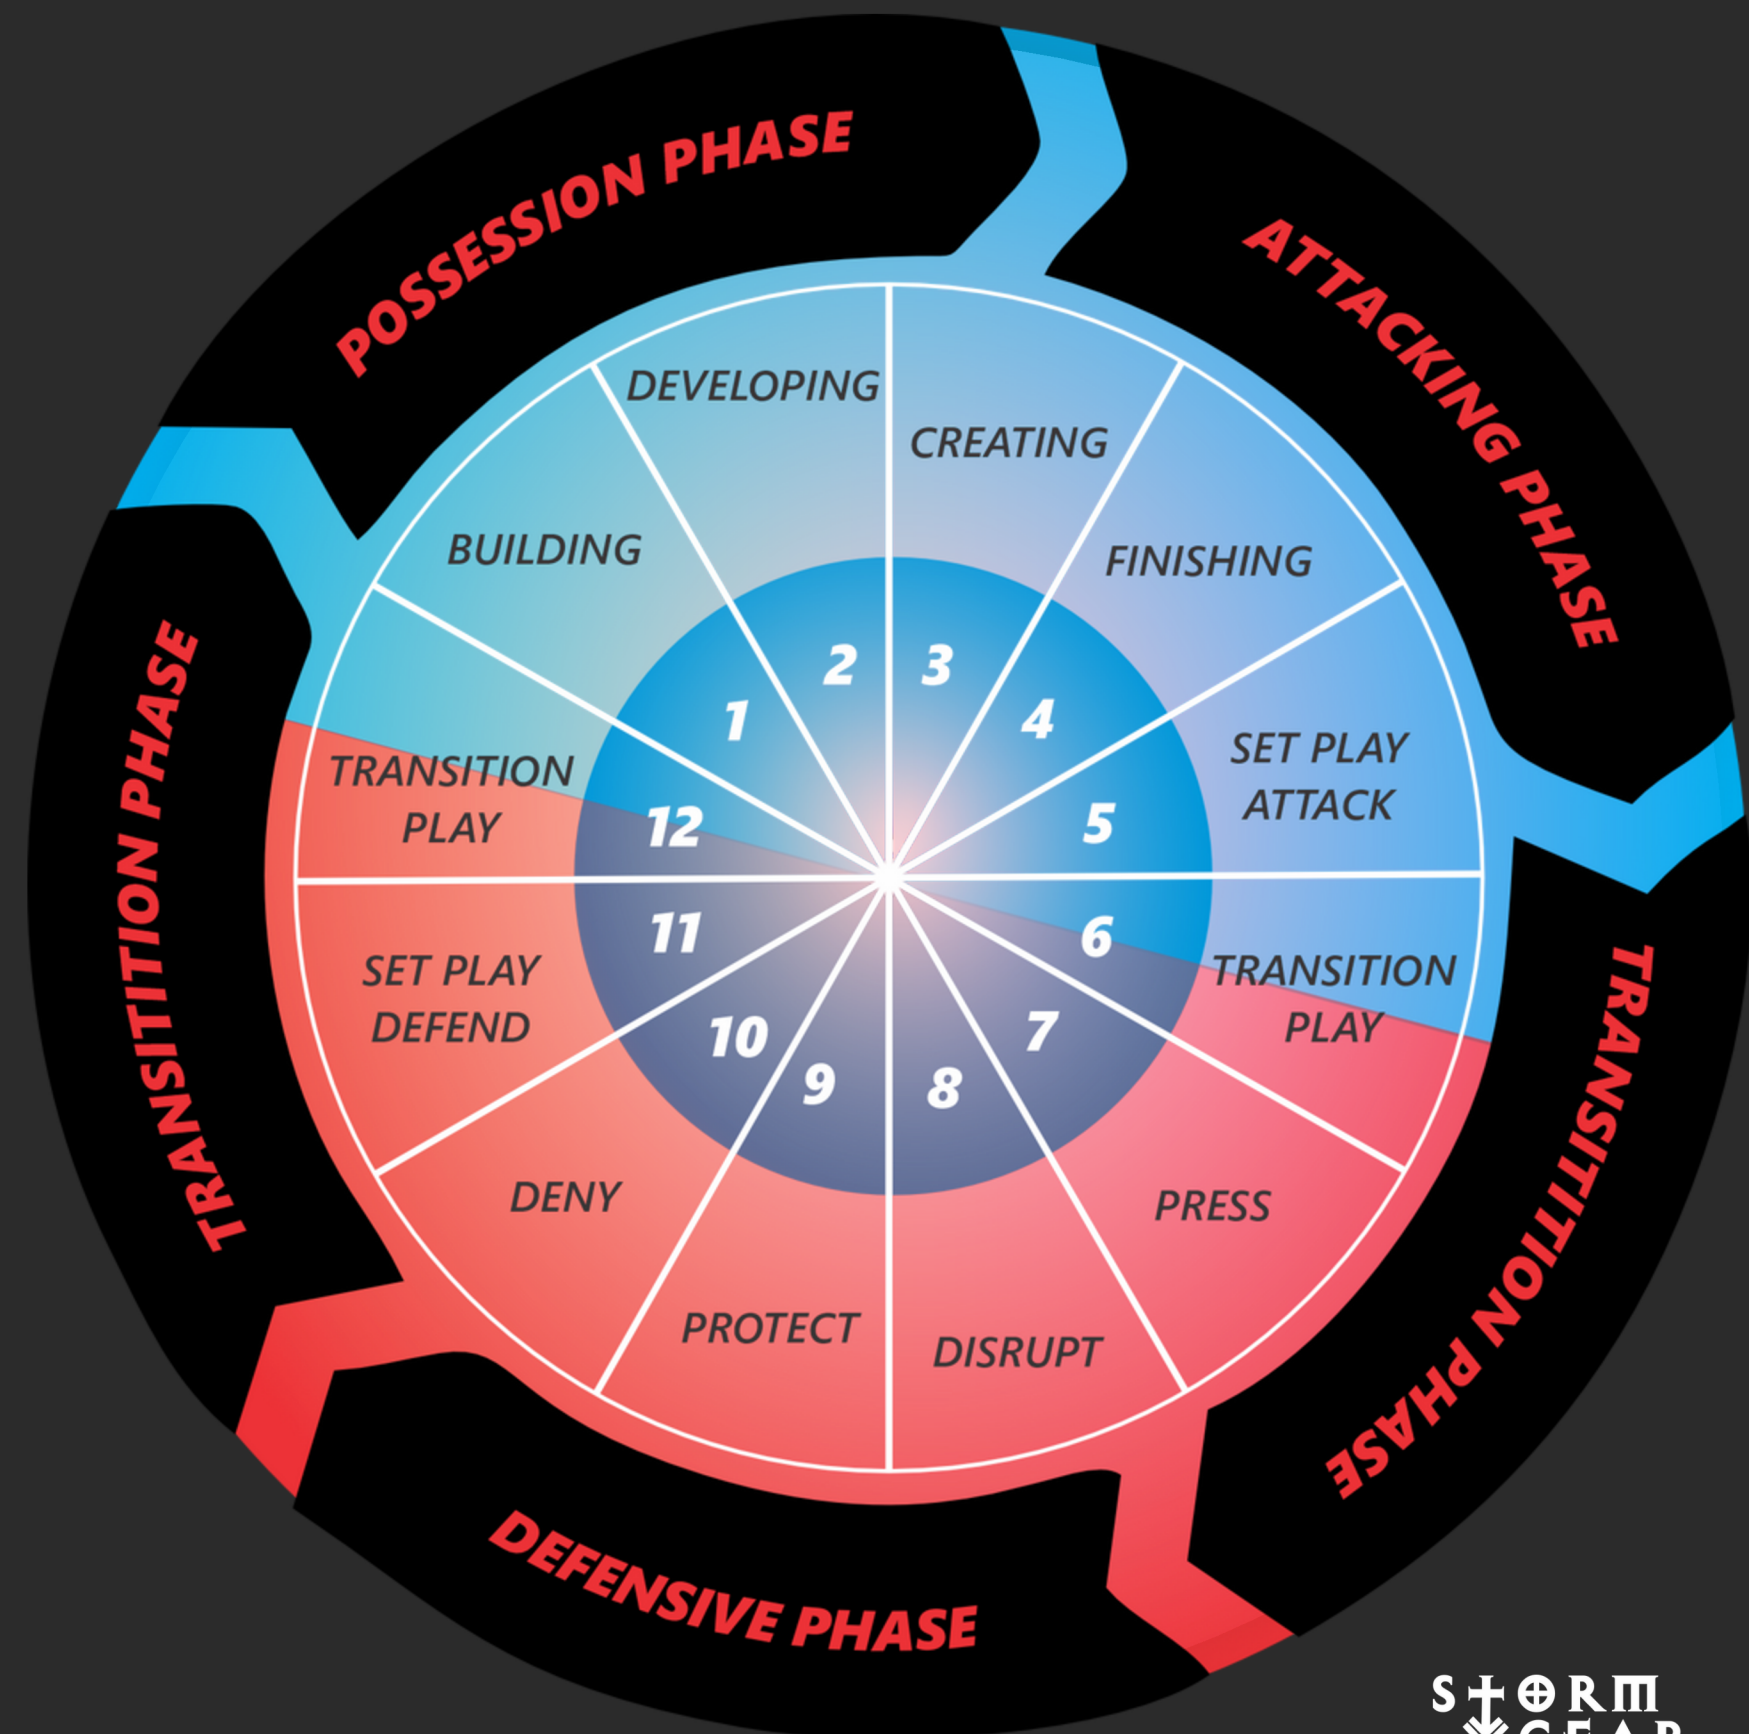 POSSESSION PHASE
ATTACKING PHASE
TRANSITION PHASE
DEFENSIVE PHASE
TRANSITION PHASE
BUILDING
DEVELOPING
CREATING
FINISHING
SET PLAY
ATTACK
TRANSITION
PLAY
PRESS
DISRUPT
PROTECT
DENY
SET PLAY
DEFEND
TRANSITION
PLAY
1
2
3
4
5
6
7
8
9
10
11
12
STORM
GEAR